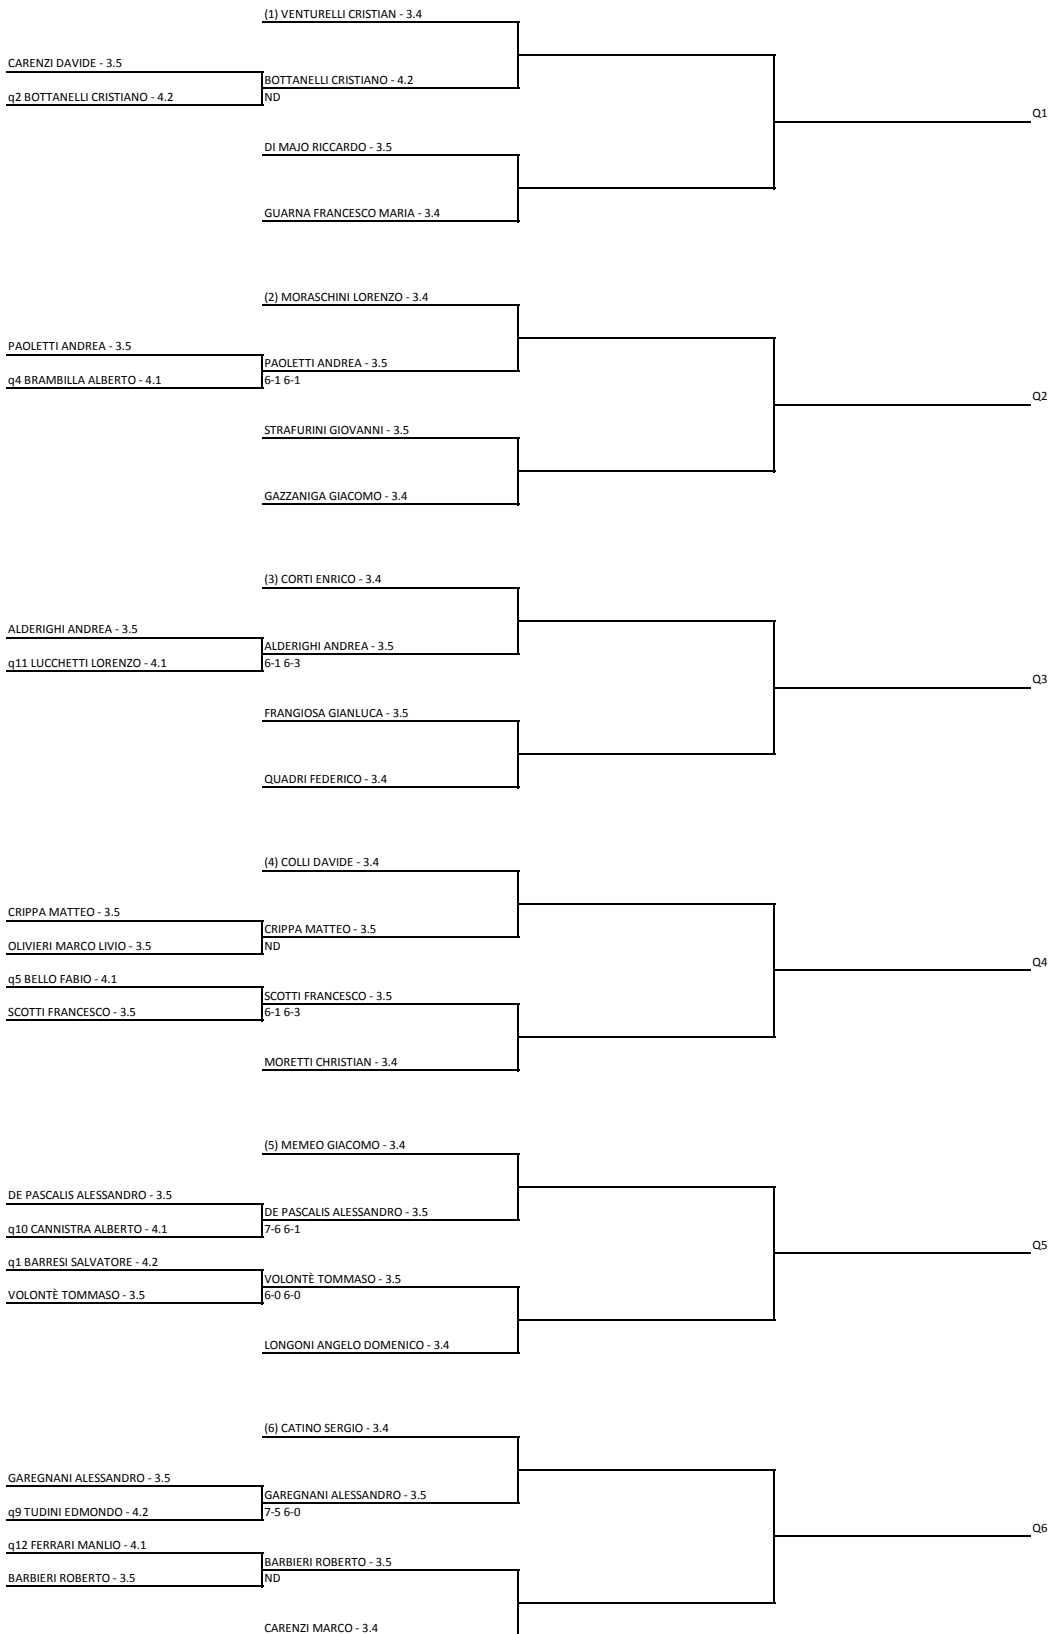 (1) VENTURELLI CRISTIAN - 3.4
CARENZI DAVIDE - 3.5
BOTTANELLI CRISTIANO - 4.2
q2 BOTTANELLI CRISTIANO - 4.2
ND
Q1
DI MAJO RICCARDO - 3.5
GUARNA FRANCESCO MARIA - 3.4
(2) MORASCHINI LORENZO - 3.4
PAOLETTI ANDREA - 3.5
PAOLETTI ANDREA - 3.5
q4 BRAMBILLA ALBERTO - 4.1
6-1 6-1
Q2
STRAFURINI GIOVANNI - 3.5
GAZZANIGA GIACOMO - 3.4
(3) CORTI ENRICO - 3.4
ALDERIGHI ANDREA - 3.5
ALDERIGHI ANDREA - 3.5
q11 LUCCHETTI LORENZO - 4.1
6-1 6-3
Q3
FRANGIOSA GIANLUCA - 3.5
QUADRI FEDERICO - 3.4
(4) COLLI DAVIDE - 3.4
CRIPPA MATTEO - 3.5
CRIPPA MATTEO - 3.5
OLIVIERI MARCO LIVIO - 3.5
ND
Q4
q5 BELLO FABIO - 4.1
SCOTTI FRANCESCO - 3.5
SCOTTI FRANCESCO - 3.5
6-1 6-3
MORETTI CHRISTIAN - 3.4
(5) MEMEO GIACOMO - 3.4
DE PASCALIS ALESSANDRO - 3.5
DE PASCALIS ALESSANDRO - 3.5
q10 CANNISTRA ALBERTO - 4.1
7-6 6-1
Q5
q1 BARRESI SALVATORE - 4.2
VOLONTÈ TOMMASO - 3.5
VOLONTÈ TOMMASO - 3.5
6-0 6-0
LONGONI ANGELO DOMENICO - 3.4
(6) CATINO SERGIO - 3.4
GAREGNANI ALESSANDRO - 3.5
GAREGNANI ALESSANDRO - 3.5
q9 TUDINI EDMONDO - 4.2
7-5 6-0
Q6
q12 FERRARI MANLIO - 4.1
BARBIERI ROBERTO - 3.5
BARBIERI ROBERTO - 3.5
ND
CARENZI MARCO - 3.4